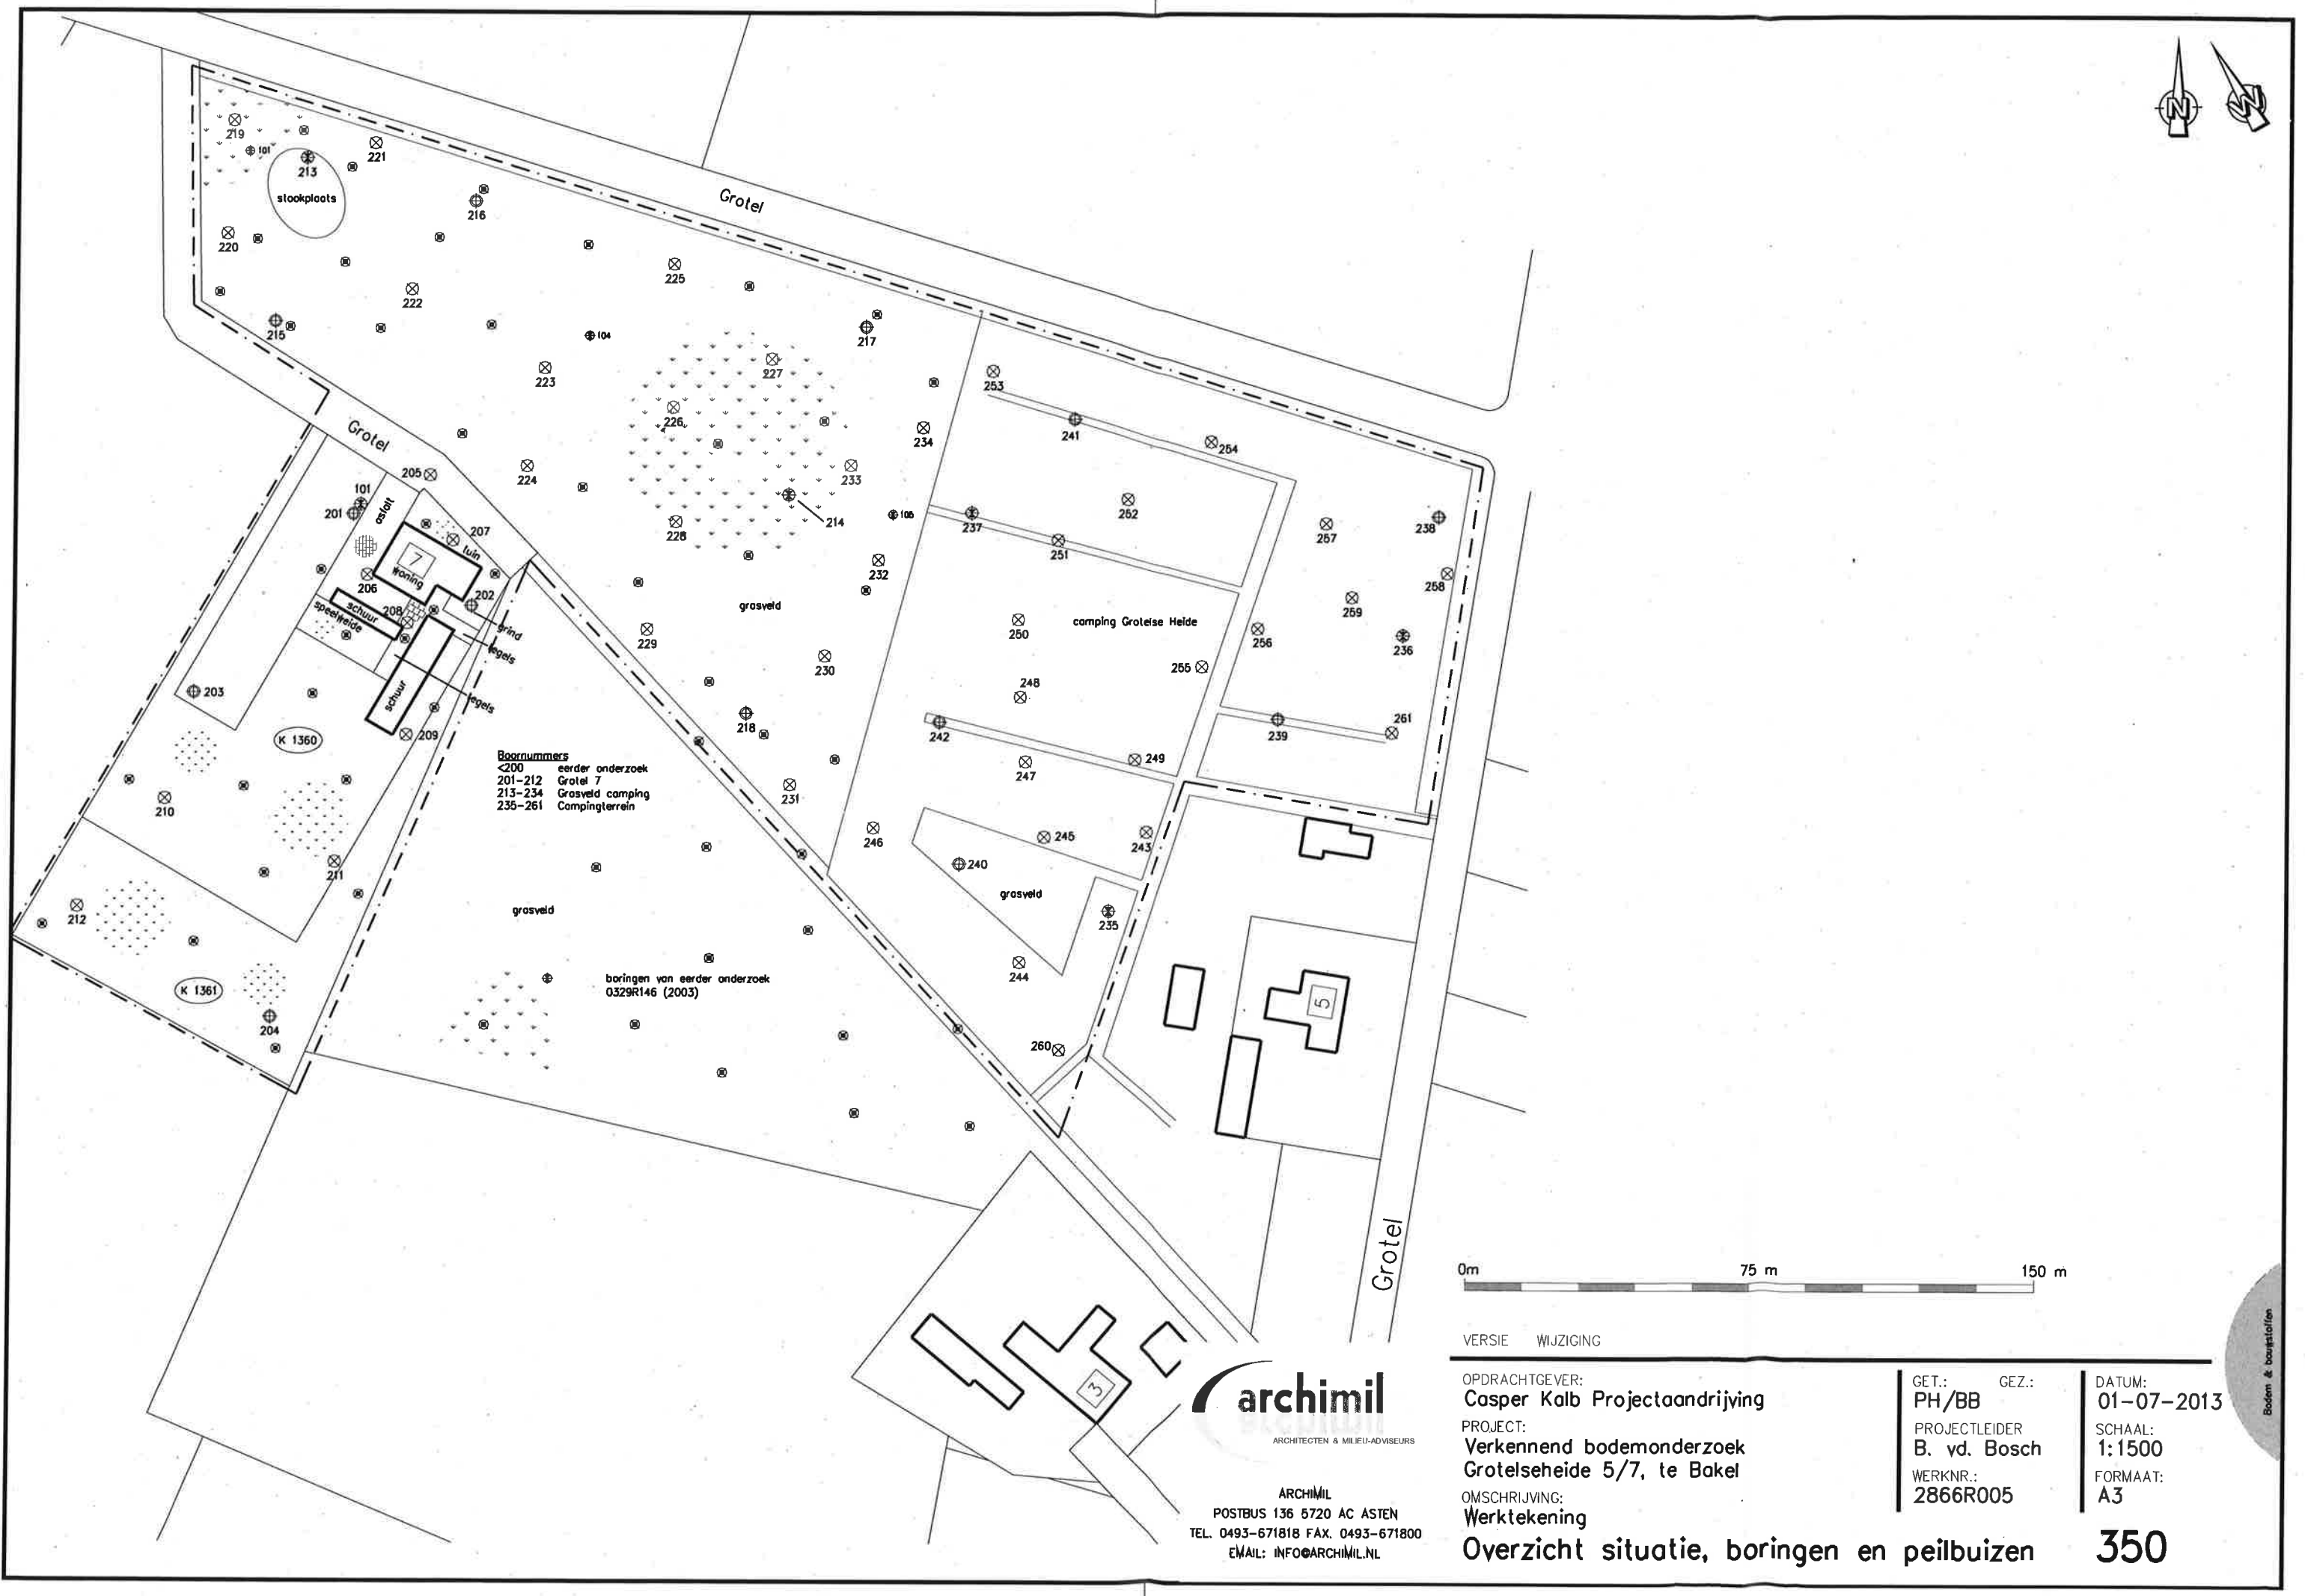 N
W
219
101
213
221
stookplaats
216
220
Grotel
222
225
215
104
217
223
227
253
226
241
Grotel
234
254
205
224
233
101
201
asfalt
214
105
237
252
238
207
228
257
7
tuin
woning
251
206
232
258
202
208
schuur
speelweide
grasveld
259
grind
229
250
camping Grotelse Heide
256
236
tegels
230
255
203
248
schuur
tegels
218
242
239
261
K 1360
209
249
247
Boornummers
<200 eerder onderzoek
201-212 Grotel 7
213-234 Grasveld camping
235-261 Campingterrein
231
210
246
245
243
211
240
grasveld
212
grasveld
235
244
K 1361
boringen van eerder onderzoek
0329R146 (2003)
5
204
260
Grotel
0m 75 m 150 m
3
VERSIE WIJZIGING
archimil
ARCHITECTEN & MILIEU-ADVISEURS
ARCHIMIL
POSTBUS 136 5720 AC ASTEN
TEL. 0493-671818 FAX. 0493-671800
EMAIL: INFO@ARCHIMIL.NL
OPDRACHTGEVER:
Casper Kalb Projectaandrijving
PROJECT:
Verkennend bodemonderzoek
Grotelseheide 5/7, te Bakel
OMSCHRIJVING:
Werktekening
Overzicht situatie, boringen en peilbuizen
GET.: GEZ.:
PH/BB
PROJECTLEIDER
B. vd. Bosch
WERKNR.:
2866R005
DATUM:
01-07-2013
SCHAAL:
1:1500
FORMAAT:
A3
350
Bodem & bouwstoffen